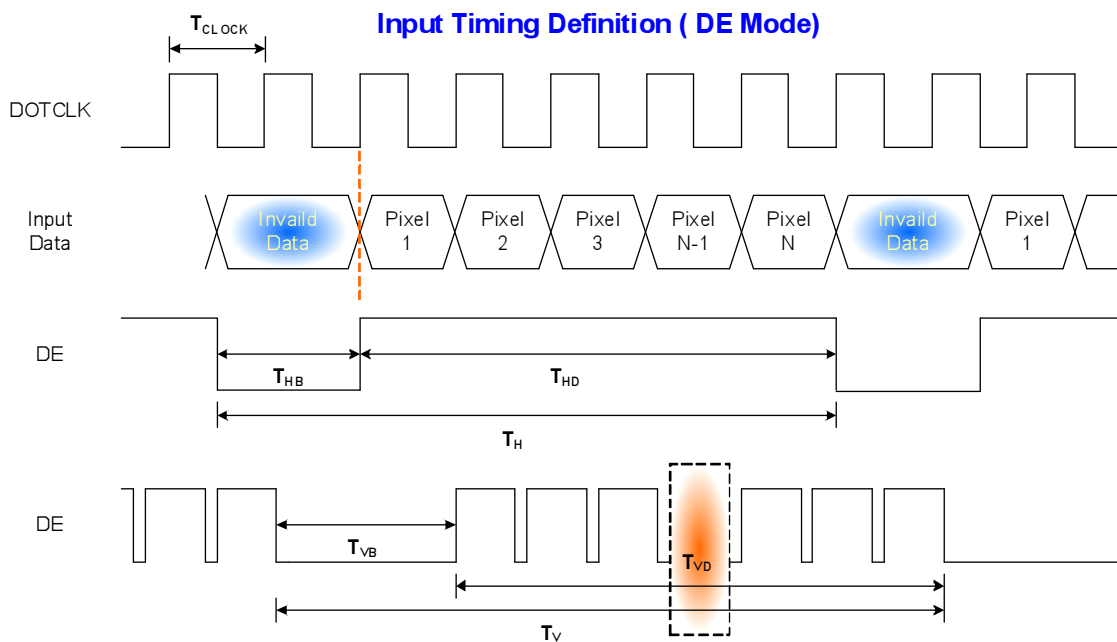 Input Timing Definition ( DE Mode)
TCLOCK
DOTCLK
Input
Data
Invaild
Data
Pixel
1
Pixel
2
Pixel
3
Pixel
N-1
Pixel
N
Invaild
Data
Pixel
1
DE
THB
THD
TH
DE
TVB
TVD
TV